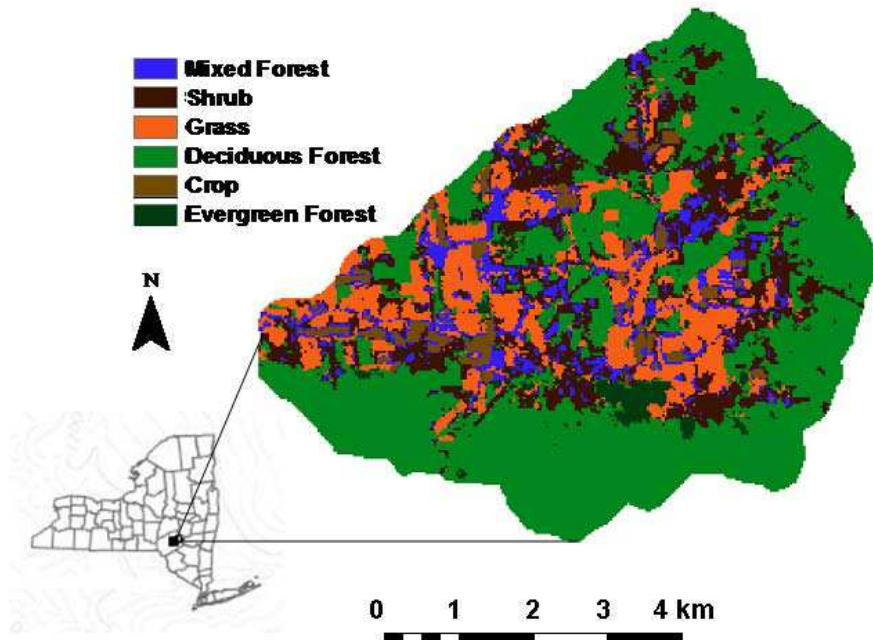 Mixed Forest
Shrub
Grass
Deciduous Forest
Crop
Evergreen Forest
N
0 1 2 3 4 km